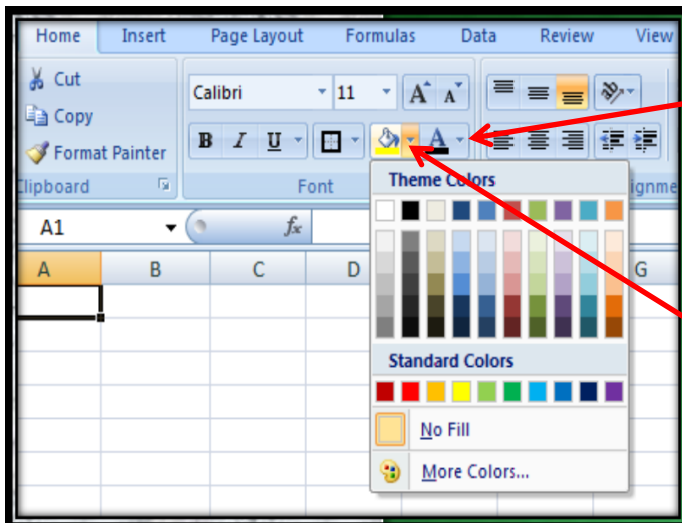 Home Insert Page Layout Formulas Data Review View
Cut
Calibri 11 A A
Copy
B I U A
Format Painter
Clipboard Font Theme Colors
A1 fx
A B C D G
Standard Colors
No Fill
More Colors...